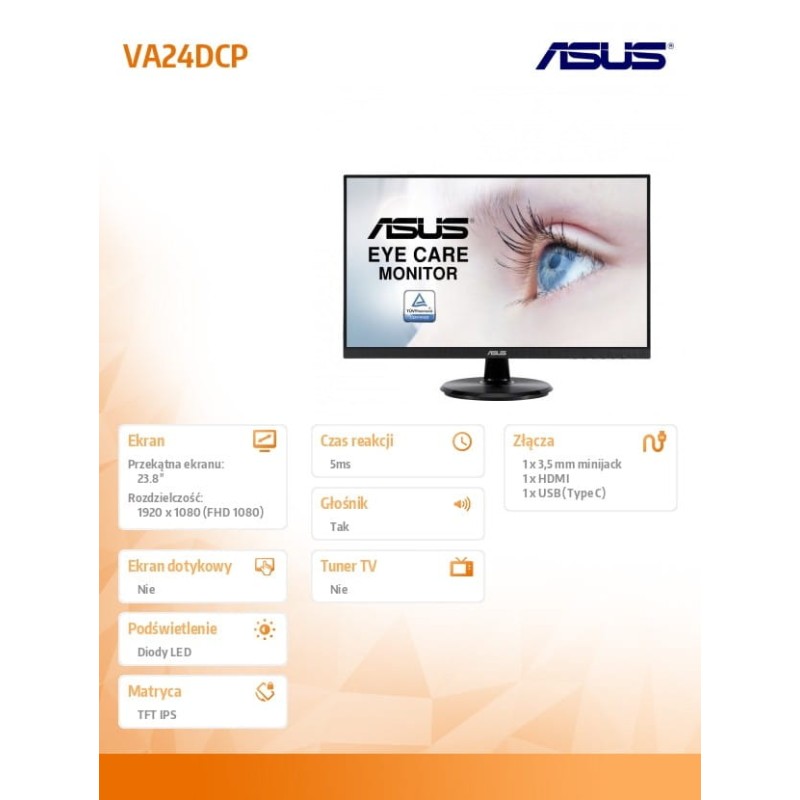 VA24DCP
ASUS®
ASUS
EYE CARE
MONITOR
TÜVRheinland
ASUS
Ekran
Przekątna ekranu:
23.8"
Rozdzielczość:
1920 x 1080 (FHD 1080)
Ekran dotykowy
Nie
Podświetlenie
Diody LED
Matryca
TFT IPS
Czas reakcji
5ms
Głośnik
Tak
Tuner TV
Nie
Złącza
1 x 3,5 mm minijack
1 x HDMI
1 x USB (Type C)